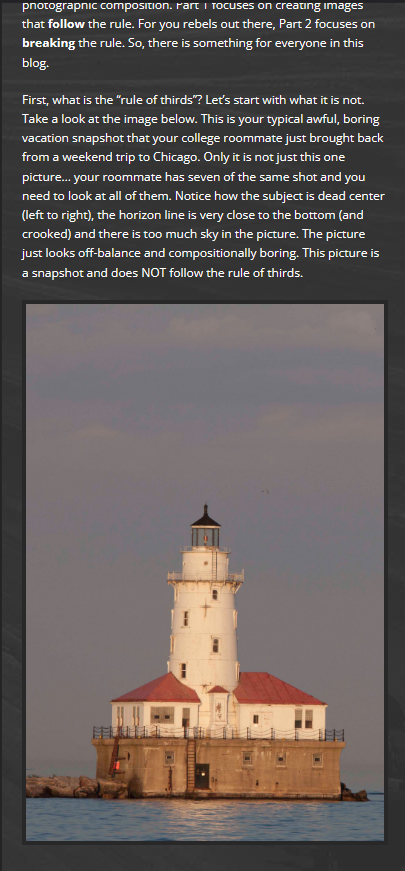 photographic composition. Part 1 focuses on creating images
that follow the rule. For you rebels out there, Part 2 focuses on
breaking the rule. So, there is something for everyone in this
blog.
First, what is the “rule of thirds”? Let’s start with what it is not.
Take a look at the image below. This is your typical awful, boring
vacation snapshot that your college roommate just brought back
from a weekend trip to Chicago. Only it is not just this one
picture... your roommate has seven of the same shot and you
need to look at all of them. Notice how the subject is dead center
(left to right), the horizon line is very close to the bottom (and
crooked) and there is too much sky in the picture. The picture
just looks off-balance and compositionally boring. This picture is
a snapshot and does NOT follow the rule of thirds.